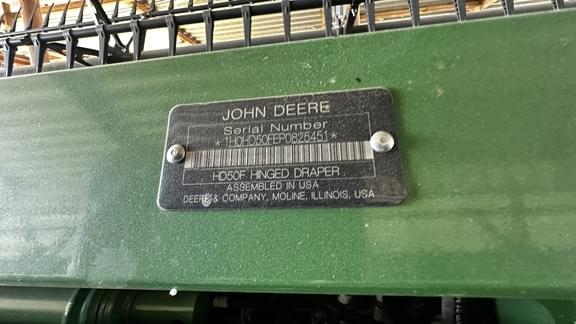 JOHN DEERE
Serial Number
*1H0HD50FEP0825451*
HD50F HINGED DRAPER
ASSEMBLED IN USA
DEERE & COMPANY, MOLINE, ILLINOIS, USA